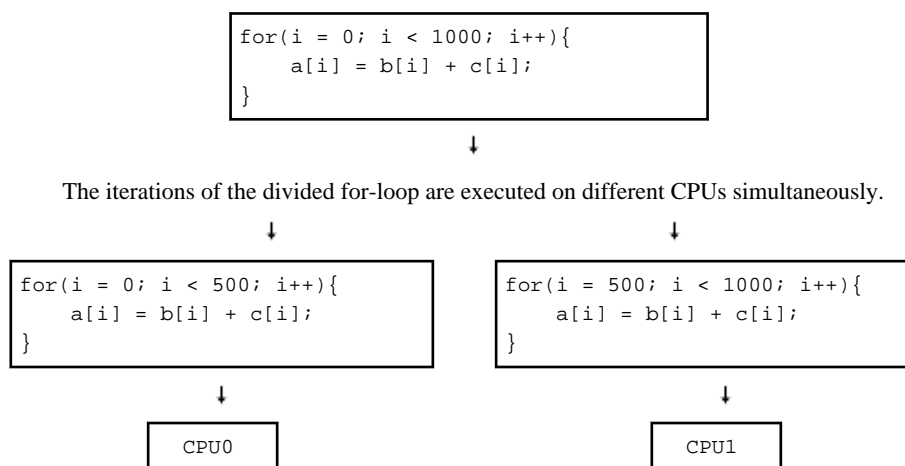 for(i = 0; i < 1000; i++){
    a[i] = b[i] + c[i];
}
The iterations of the divided for-loop are executed on different CPUs simultaneously.
for(i = 0; i < 500; i++){
    a[i] = b[i] + c[i];
}
for(i = 500; i < 1000; i++){
    a[i] = b[i] + c[i];
}
CPU0
CPU1